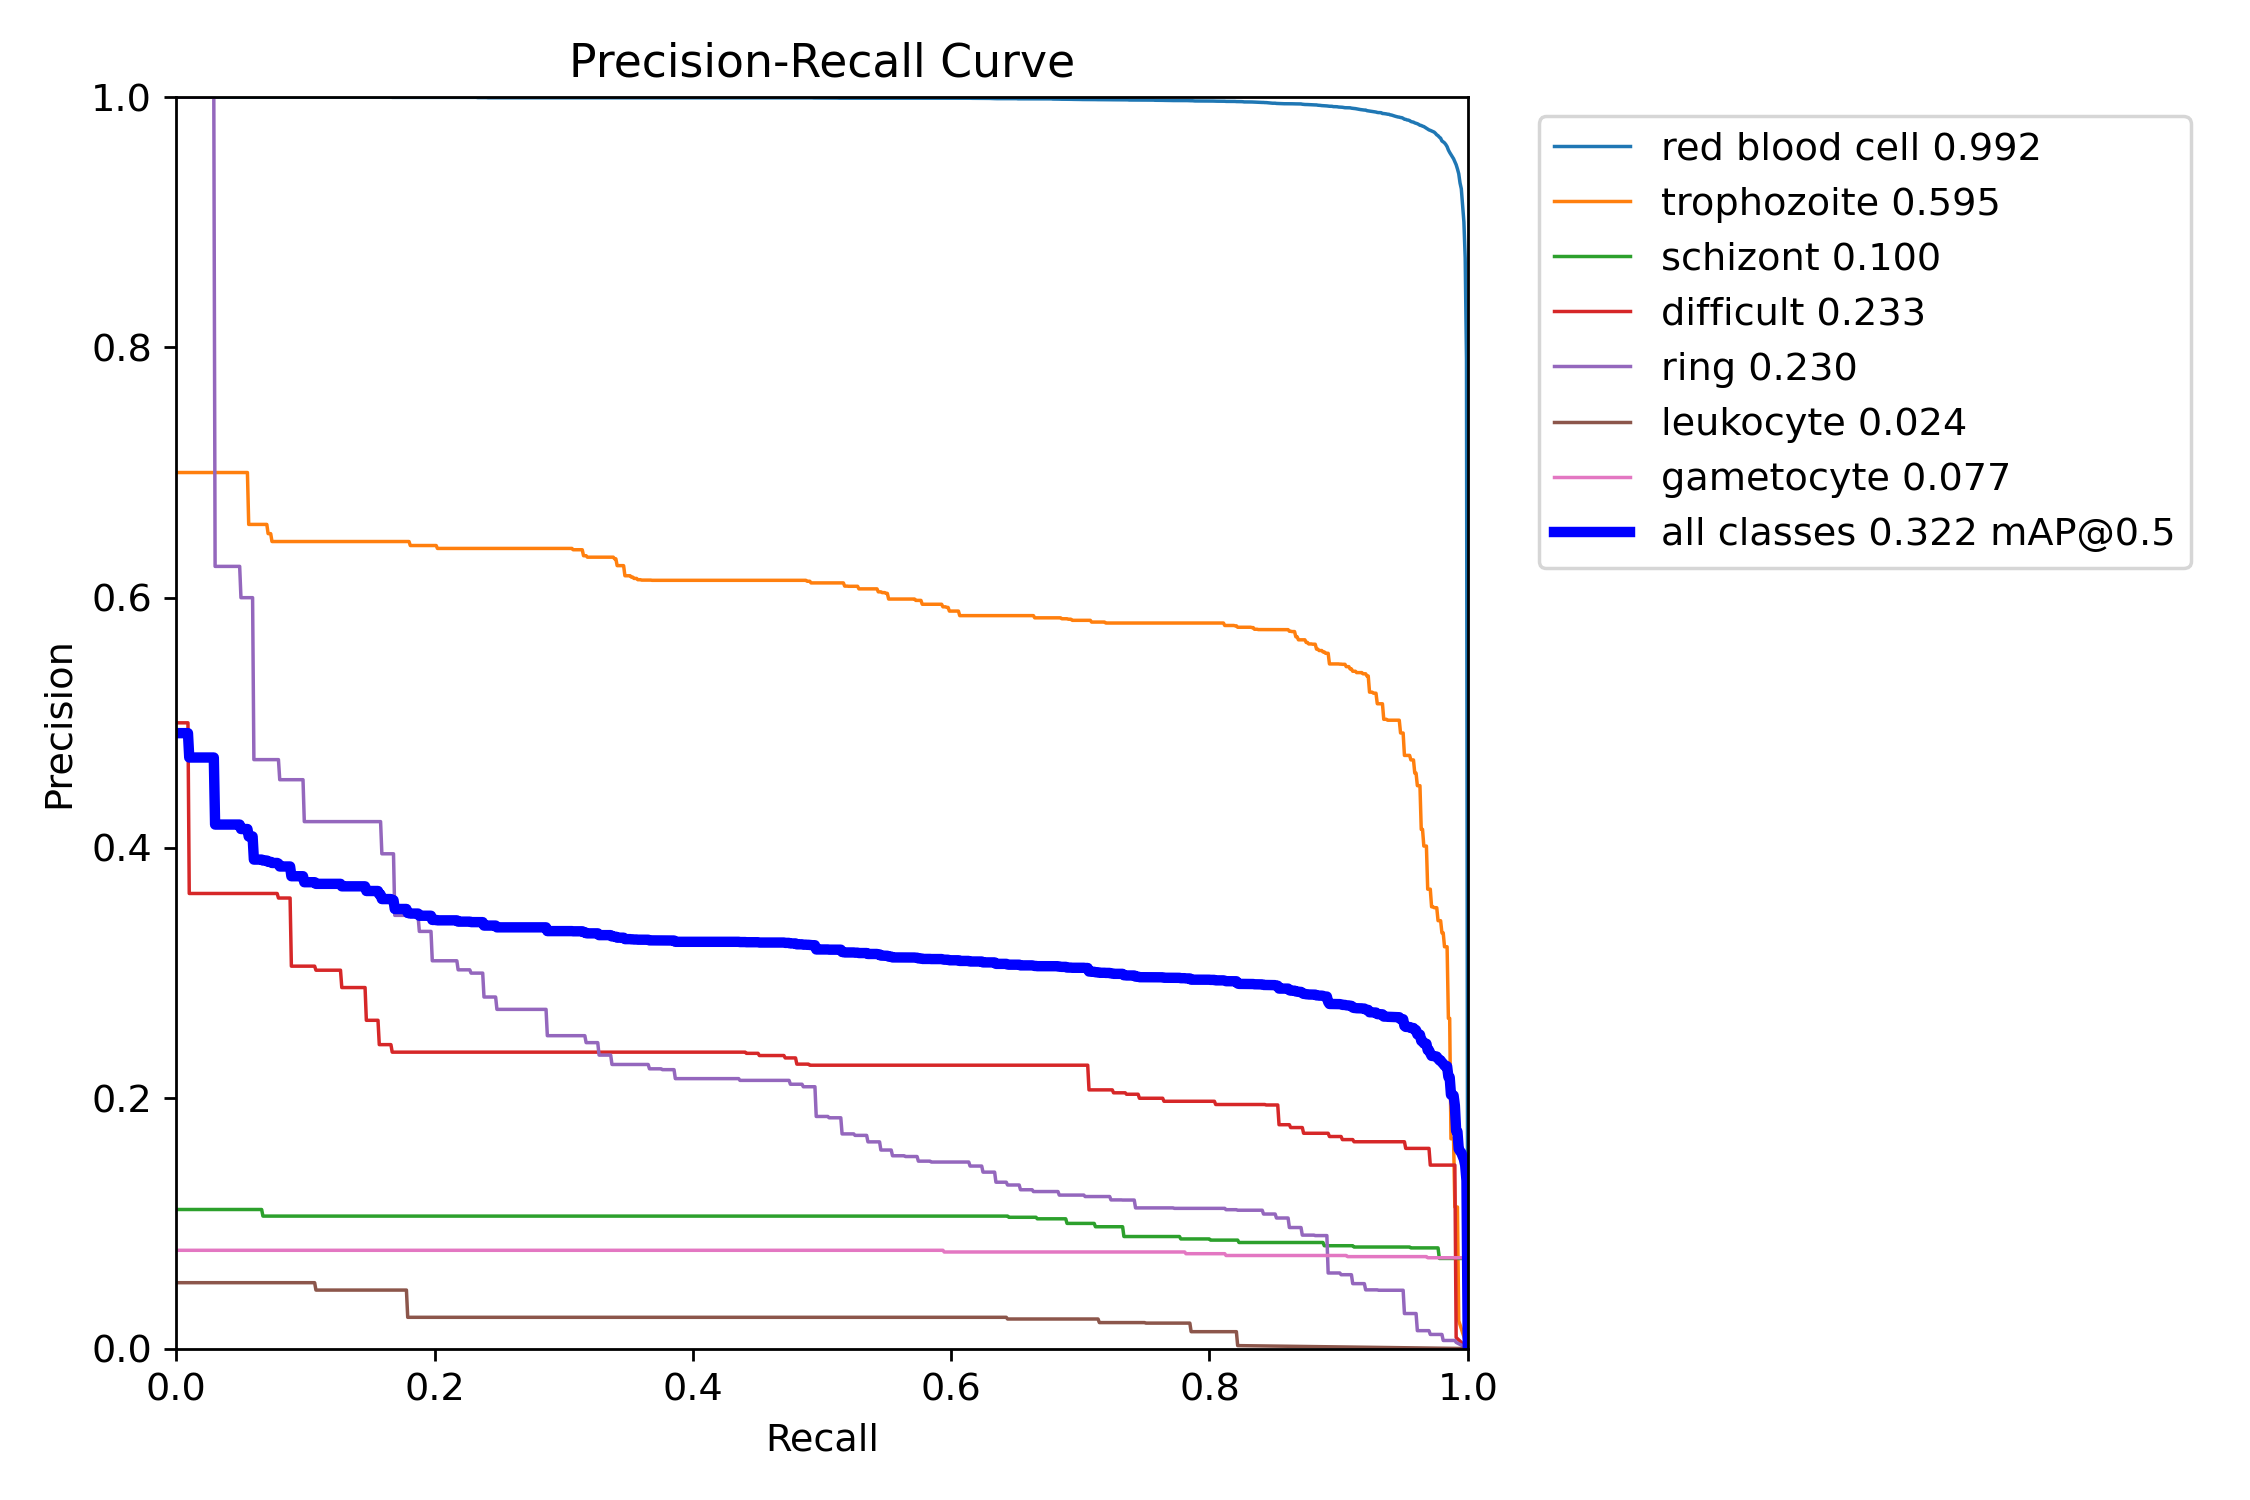 Precision-Recall Curve
1.0
0.8
0.6
0.4
0.2
0.0
Precision
0.0 0.2 0.4 0.6 0.8 1.0
Recall
red blood cell 0.992
trophozoite 0.595
schizont 0.100
difficult 0.233
ring 0.230
leukocyte 0.024
gametocyte 0.077
all classes 0.322 mAP@0.5